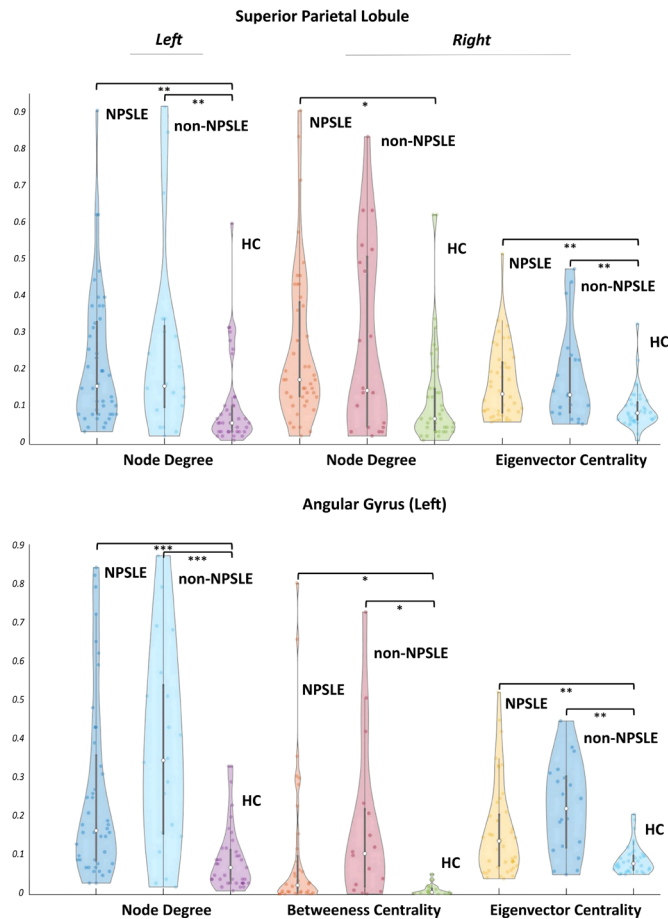 Superior Parietal Lobule
Left
Right
**
**
*
**
**
NPSLE
non-NPSLE
HC
NPSLE
non-NPSLE
HC
NPSLE
non-NPSLE
HC
0.9
0.8
0.7
0.6
0.5
0.4
0.3
0.2
0.1
0
Node Degree
Node Degree
Eigenvector Centrality
Angular Gyrus (Left)
***
***
*
*
**
**
NPSLE
non-NPSLE
HC
NPSLE
non-NPSLE
HC
NPSLE
non-NPSLE
HC
0.9
0.8
0.7
0.6
0.5
0.4
0.3
0.2
0.1
0
Node Degree
Betweeness Centrality
Eigenvector Centrality